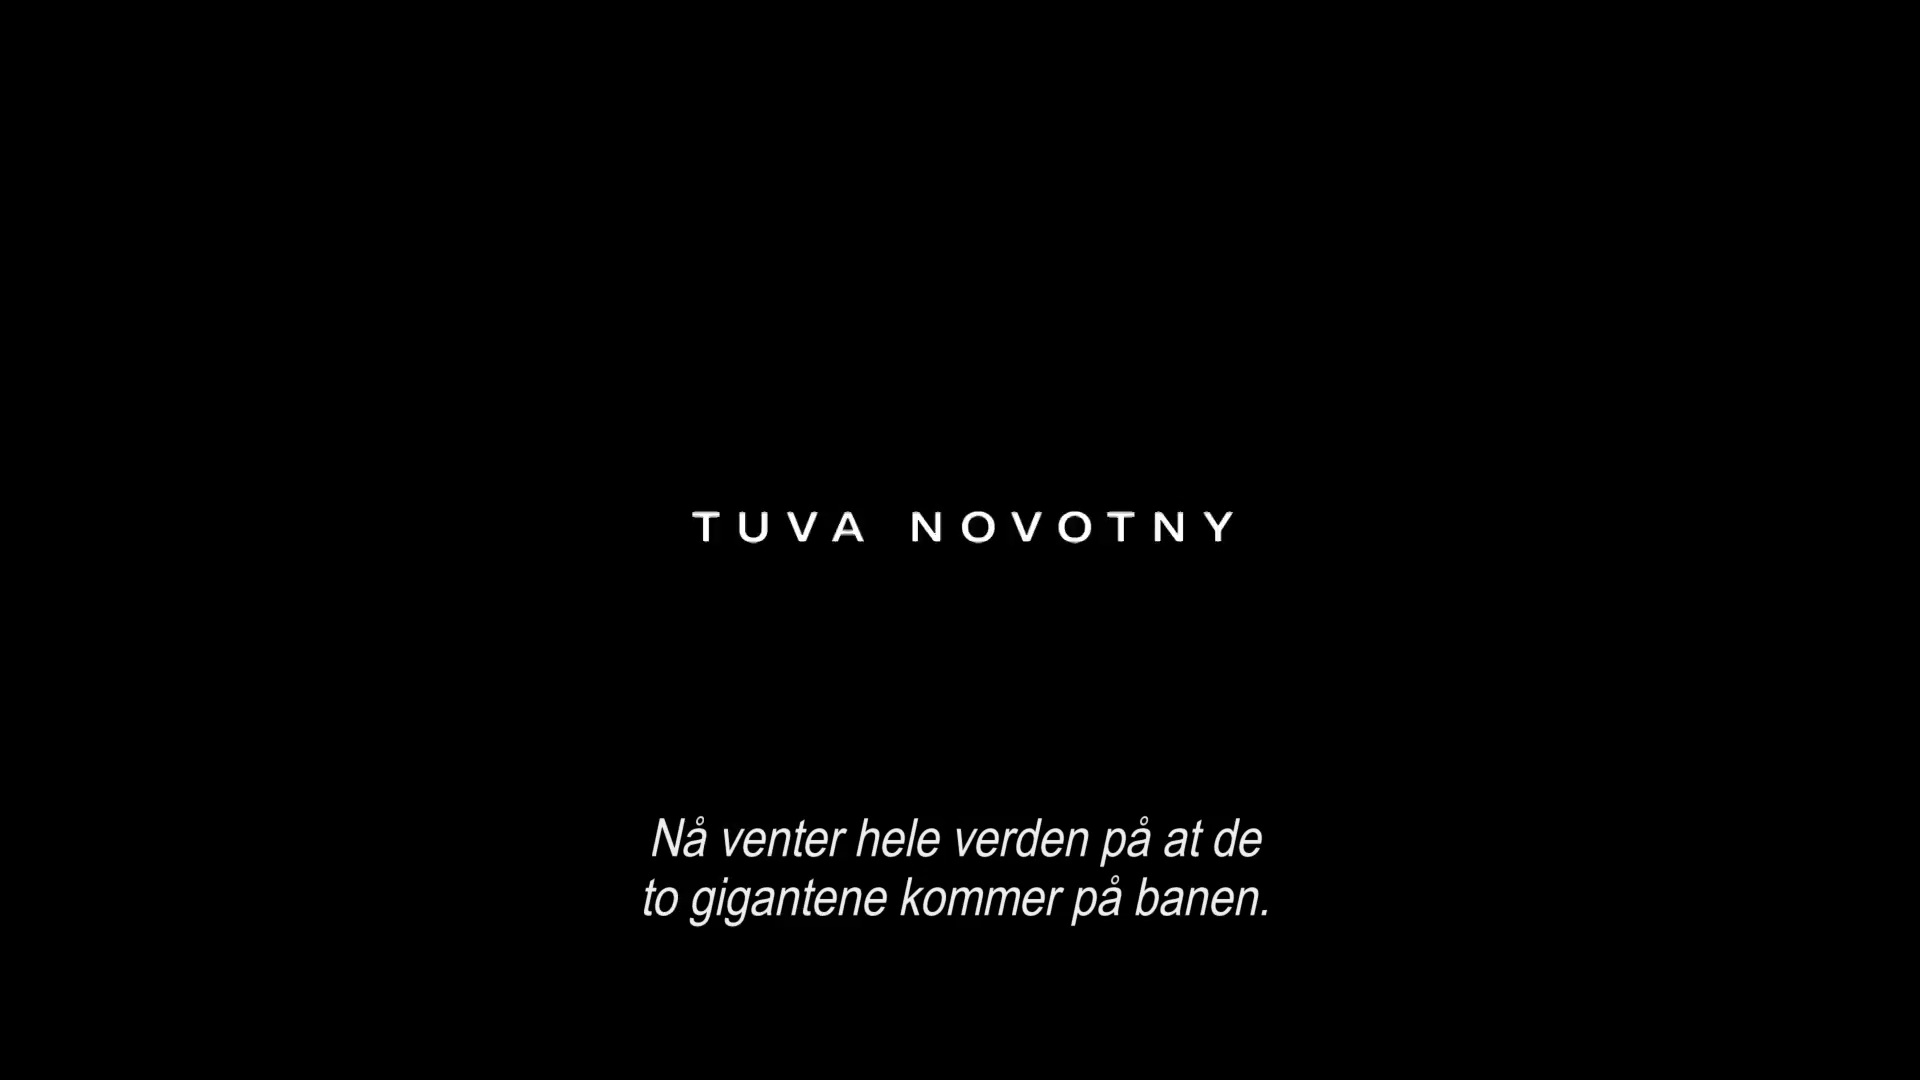 TUVA NOVOTNY
Nå venter hele verden på at de
to gigantene kommer på banen.